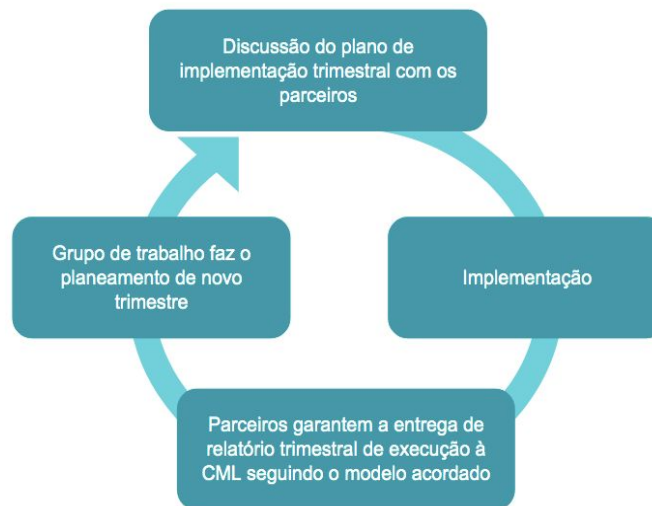 Discussão do plano de
implementação trimestral com os
parceiros
Implementação
Parceiros garantem a entrega de
relatório trimestral de execução à
CML seguindo o modelo acordado
Grupo de trabalho faz o
planeamento de novo
trimestre